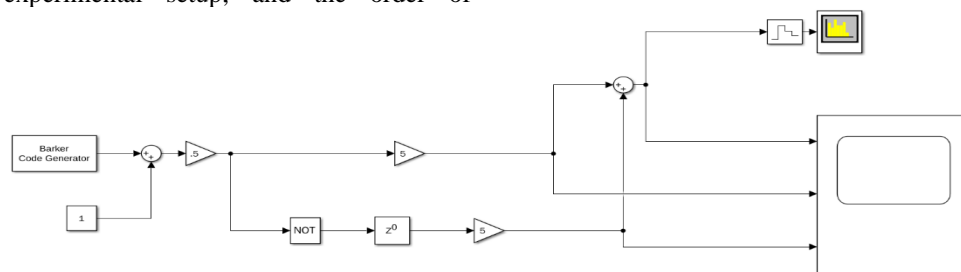 experimental setup, and the order of
Barker
Code Generator
+
+
.5
5
+
+
1
NOT
Z0
5